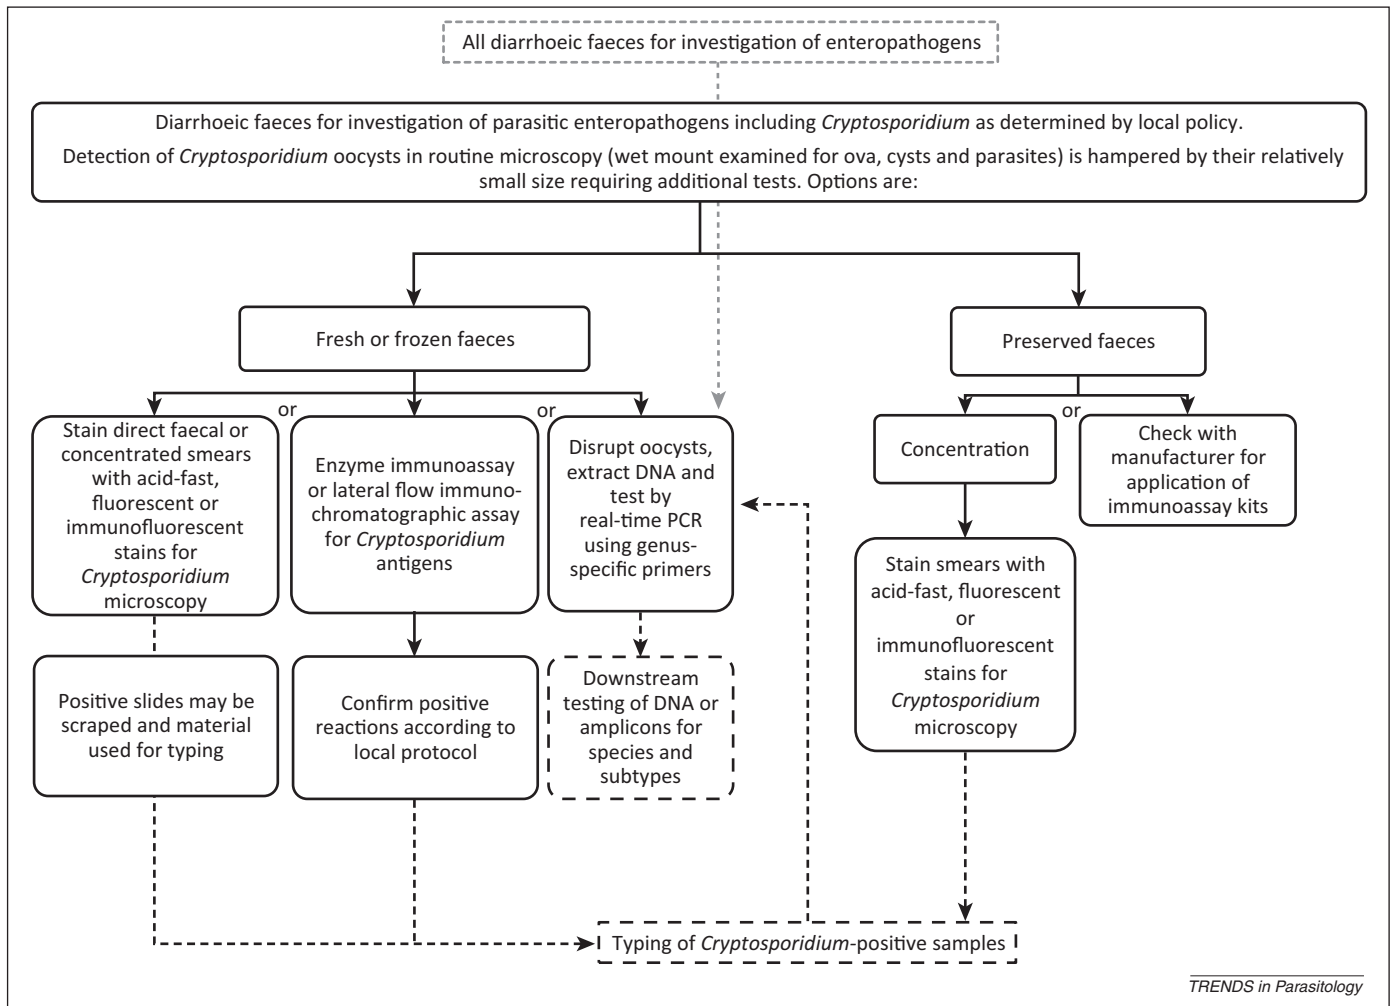 All diarrhoeic faeces for investigation of enteropathogens
Diarrhoeic faeces for investigation of parasitic enteropathogens including Cryptosporidium as determined by local policy.
Detection of Cryptosporidium oocysts in routine microscopy (wet mount examined for ova, cysts and parasites) is hampered by their relatively
small size requiring additional tests. Options are:
Fresh or frozen faeces
Preserved faeces
or
or
or
Stain direct faecal or
concentrated smears
with acid-fast,
fluorescent or
immunofluorescent
stains for
Cryptosporidium
microscopy
Enzyme immunoassay
or lateral flow immuno-
chromatographic assay
for Cryptosporidium
antigens
Disrupt oocysts,
extract DNA and
test by
real-time PCR
using genus-
specific primers
Concentration
Check with
manufacturer for
application of
immunoassay kits
Stain smears with
acid-fast, fluorescent
or
immunofluorescent
stains for
Cryptosporidium
microscopy
Positive slides may be
scraped and material
used for typing
Confirm positive
reactions according to
local protocol
Downstream
testing of DNA or
amplicons for
species and
subtypes
Typing of Cryptosporidium-positive samples
TRENDS in Parasitology